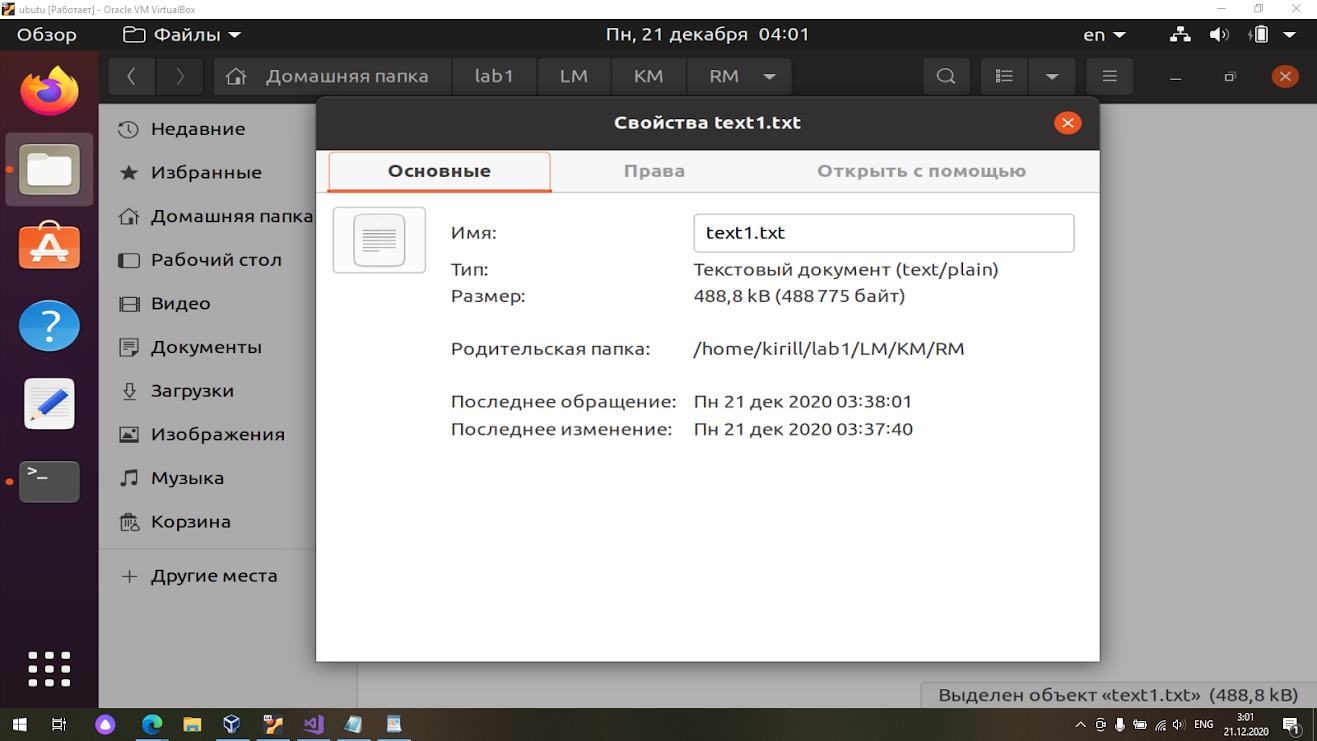 ubutu [Работает] - Oracle VM VirtualBox
Обзор Файлы Пн, 21 декабря 04:01 en
Домашняя папка lab1 LM KM RM
Свойства text1.txt
Основные Права Открыть с помощью
Недавние
Избранные
Домашняя папка
Рабочий стол
Видео
Документы
Загрузки
Изображения
Музыка
Корзина
Другие места
Имя: text1.txt
Тип: Текстовый документ (text/plain)
Размер: 488,8 kB (488 775 байт)
Родительская папка: /home/kirill/lab1/LM/KM/RM
Последнее обращение: Пн 21 дек 2020 03:38:01
Последнее изменение: Пн 21 дек 2020 03:37:40
Выделен объект «text1.txt» (488,8 kB)
ENG 3:01
21.12.2020
1